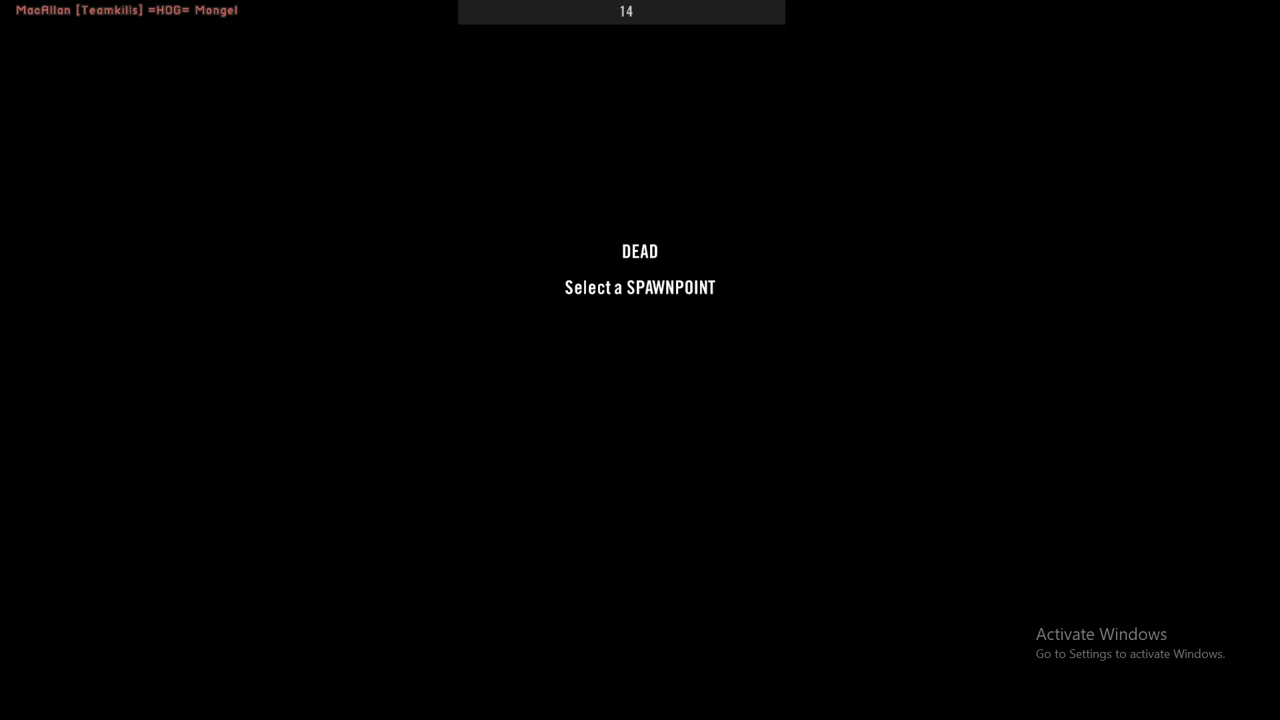 MacAllan [Teamkills] =HOG= Mongel
14
DEAD
Select a SPAWNPOINT
Activate Windows
Go to Settings to activate Windows.